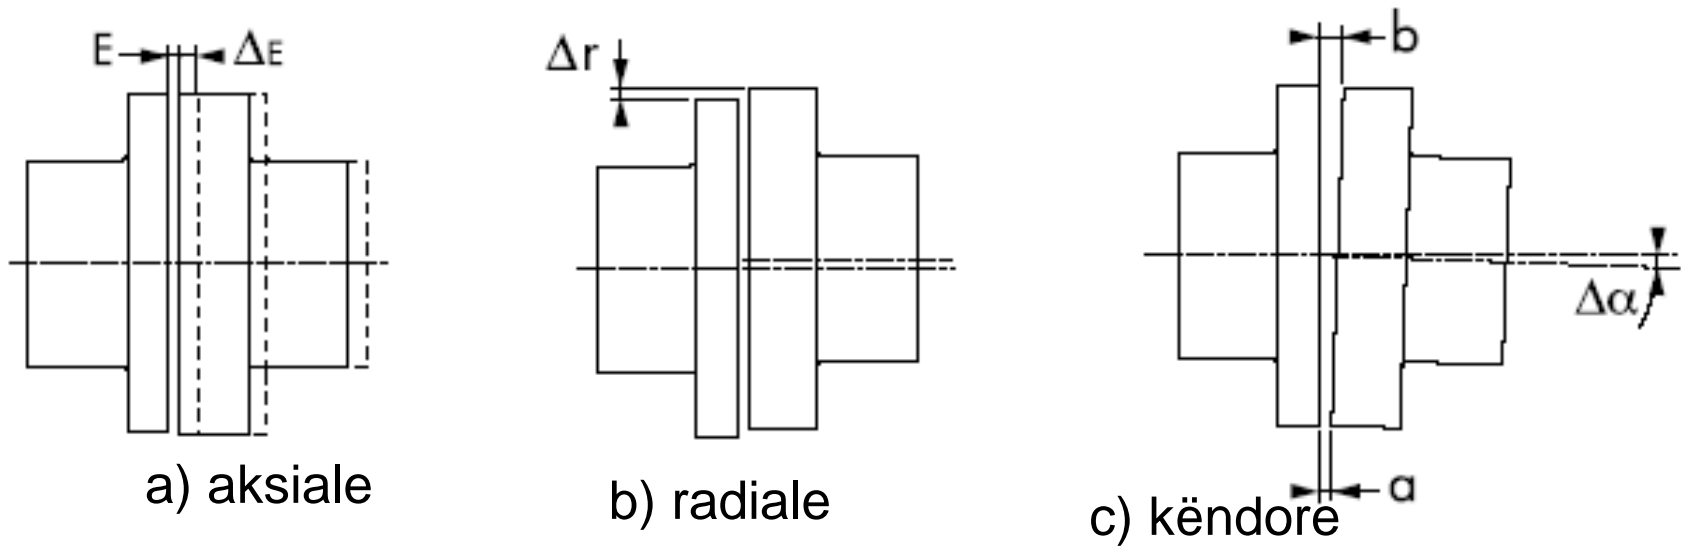 E ΔE
Δr
b
Δα
a
a) aksiale
b) radiale
c) këndore